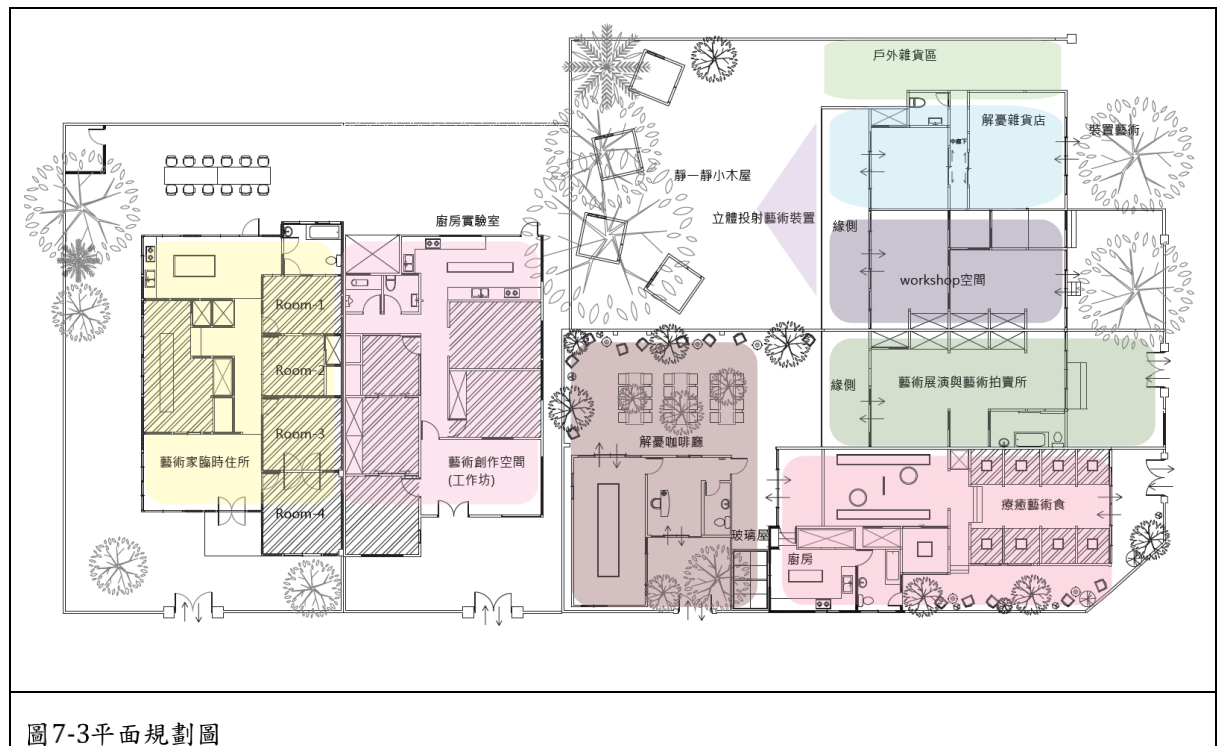 戶外雜貨區
解憂雜貨店
中廊下
裝置藝術
靜一靜小木屋
立體投射藝術裝置
緣側
workshop空間
廚房實驗室
Room-1
Room-2
Room-3
Room-4
藝術家臨時住所
藝術創作空間
(工作坊)
緣側
藝術展演與藝術拍賣所
解憂咖啡廳
玻璃屋
廚房
療癒藝術食
圖7-3平面規劃圖